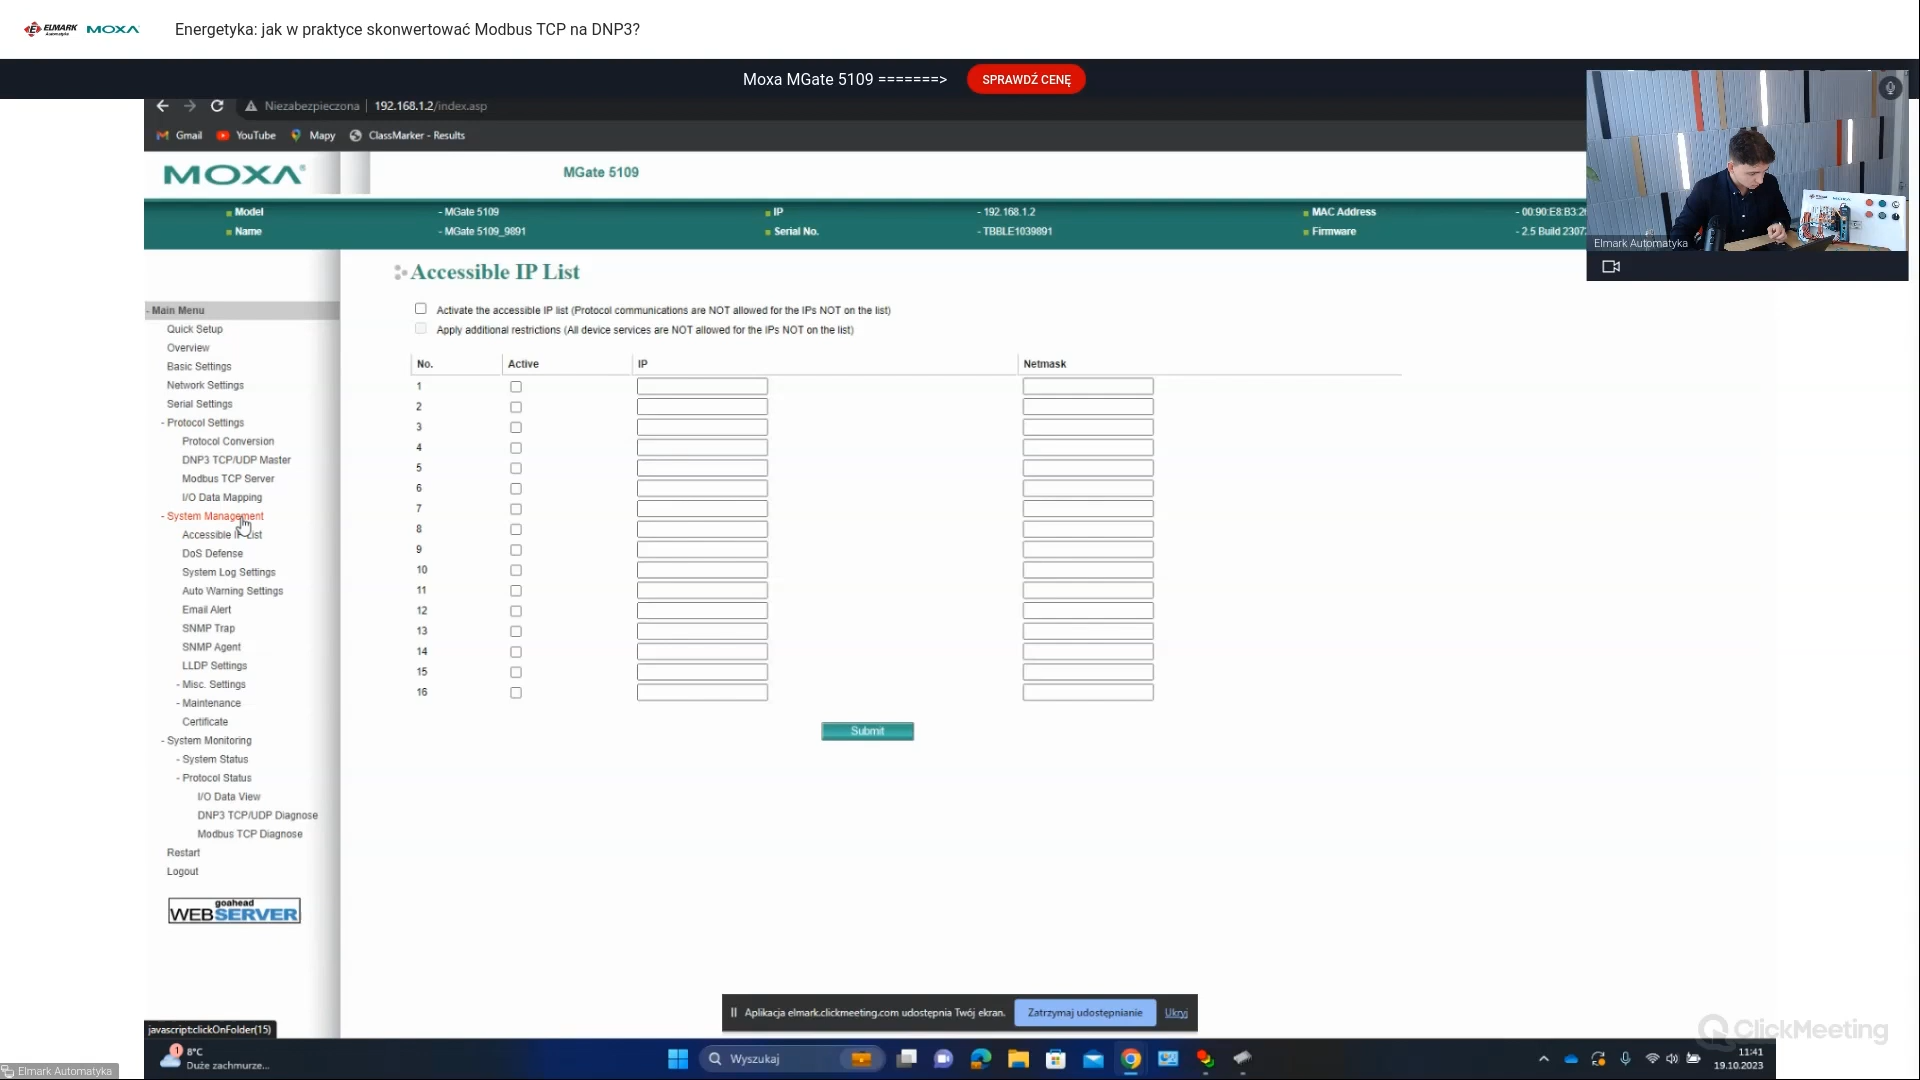 ELMARK Automatyka MOXA Energetyka: jak w praktyce skonwertować Modbus TCP na DNP3?
Moxa MGate 5109 =======> SPRAWDŹ CENĘ
Niezabezpieczona 192.168.1.2/index.asp
Gmail YouTube Mapy ClassMarker - Results
MOXA MGate 5109
Model - MGate 5109 IP - 192.168.1.2 MAC Address
Name - MGate 5109_9891 Serial No. - TBBLE1039891 Firmware - 2.5 Build
Elmark Automatyka
Accessible IP List
Activate the accessible IP list (Protocol communications are NOT allowed for the IPs NOT on the list)
Apply additional restrictions (All device services are NOT allowed for the IPs NOT on the list)
No. Active IP Netmask
1
2
3
4
5
6
7
8
9
10
11
12
13
14
15
16
Submit
- Main Menu
Quick Setup
Overview
Basic Settings
Network Settings
Serial Settings
- Protocol Settings
Protocol Conversion
DNP3 TCP/UDP Master
Modbus TCP Server
I/O Data Mapping
- System Management
Accessible IP List
DoS Defense
System Log Settings
Auto Warning Settings
Email Alert
SNMP Trap
SNMP Agent
LLDP Settings
- Misc. Settings
- Maintenance
Certificate
- System Monitoring
- System Status
- Protocol Status
I/O Data View
DNP3 TCP/UDP Diagnose
Modbus TCP Diagnose
Restart
Logout
goahead
WEBSERVER
Aplikacja elmark.clickmeeting.com udostępnia Twój ekran. Zatrzymaj udostępnianie Ukryj
javascript:clickOnFolder(15)
ClickMeeting
1 8°C
Duże zachmurze...
Wyszukaj
11:41
19.10.2023
Elmark Automatyka